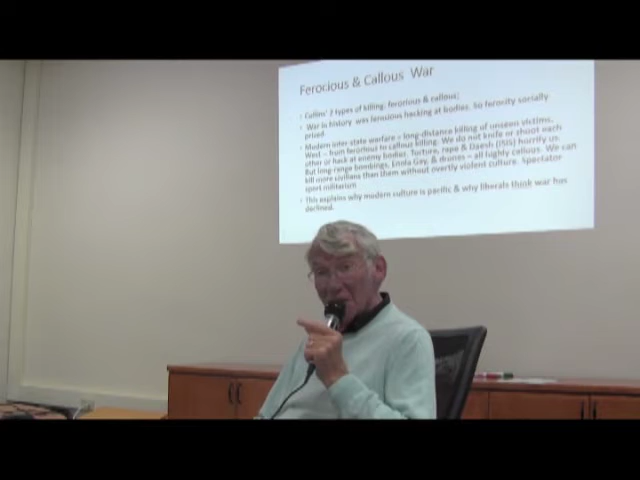 Ferocious & Callous War
• Collins' 2 types of killing: ferocious & callous;
• War in history was ferocious hacking at bodies. So ferocity socially
prized.
• Modern inter state warfare – long-distance killing of unseen victims.
West – from ferocious to callous killing. We do not knife or shoot each
other or hack at enemy bodies. Torture, rape & Daesh (ISIS) horrify us.
But long-range bombings, Enola Gay, & drones – all highly callous. We can
kill more civilians than them without overtly violent culture. Spectator
sport militarism
• This explains why modern culture is pacific & why liberals think war has
declined.